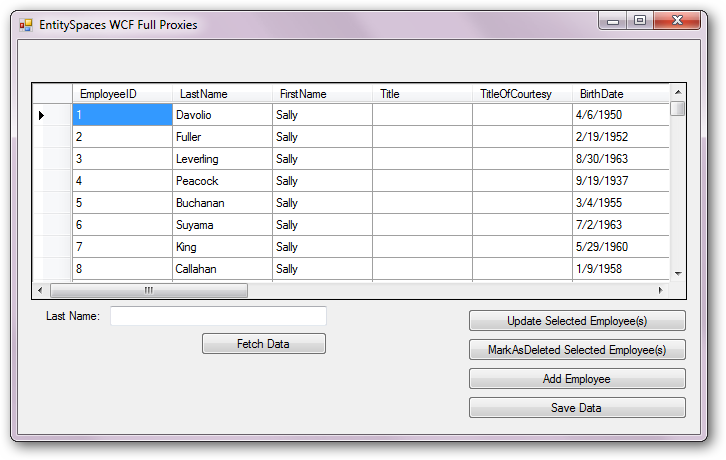 EntitySpaces WCF Full Proxies
EmployeeID LastName FirstName Title TitleOfCourtesy BirthDate
1 Davolio Sally 4/6/1950
2 Fuller Sally 2/19/1952
3 Leverling Sally 8/30/1963
4 Peacock Sally 9/19/1937
5 Buchanan Sally 3/4/1955
6 Suyama Sally 7/2/1963
7 King Sally 5/29/1960
8 Callahan Sally 1/9/1958
Last Name:
Fetch Data
Update Selected Employee(s)
MarkAsDeleted Selected Employee(s)
Add Employee
Save Data